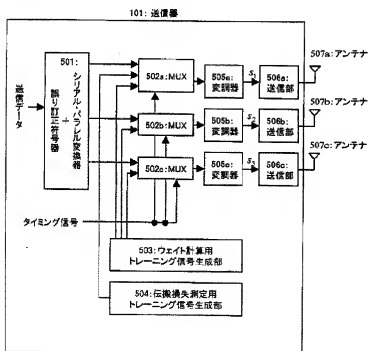 101: 送信器
送信データ
501:
シリアル・パラレル変換器
+
誤り訂正符号器
502a: MUX
505a:
変調器
S1
506a:
送信部
507a: アンテナ
502b: MUX
505b:
変調器
S2
506b:
送信部
507b: アンテナ
502c: MUX
505c:
変調器
S3
506c:
送信部
507c: アンテナ
タイミング信号
503: ウェイト計算用
トレーニング信号生成部
504: 伝搬損失測定用
トレーニング信号生成部